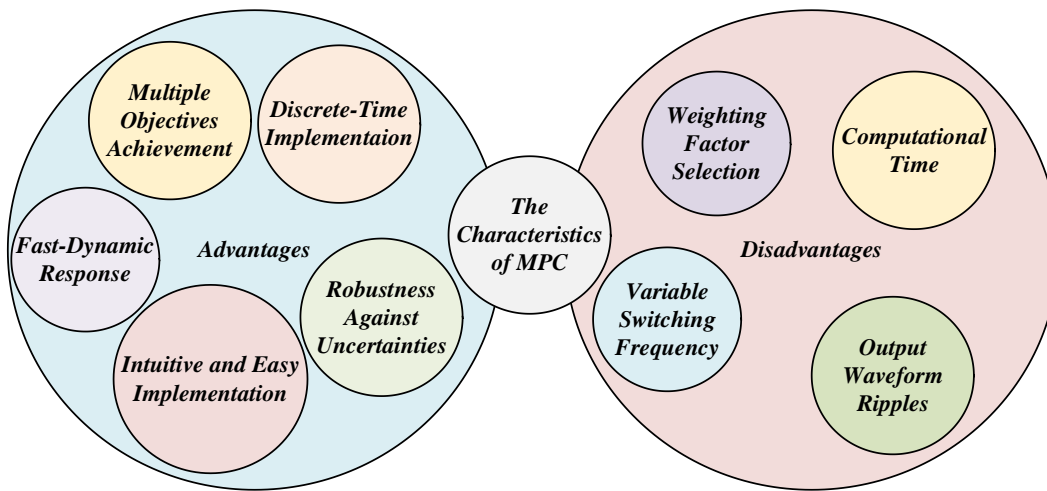 Multiple
Objectives
Achievement
Discrete-Time
Implementaion
Fast-Dynamic
Response
Advantages
Robustness
Against
Uncertainties
Intuitive and Easy
Implementation
The
Characteristics
of MPC
Weighting
Factor
Selection
Computational
Time
Disadvantages
Variable
Switching
Frequency
Output
Waveform
Ripples